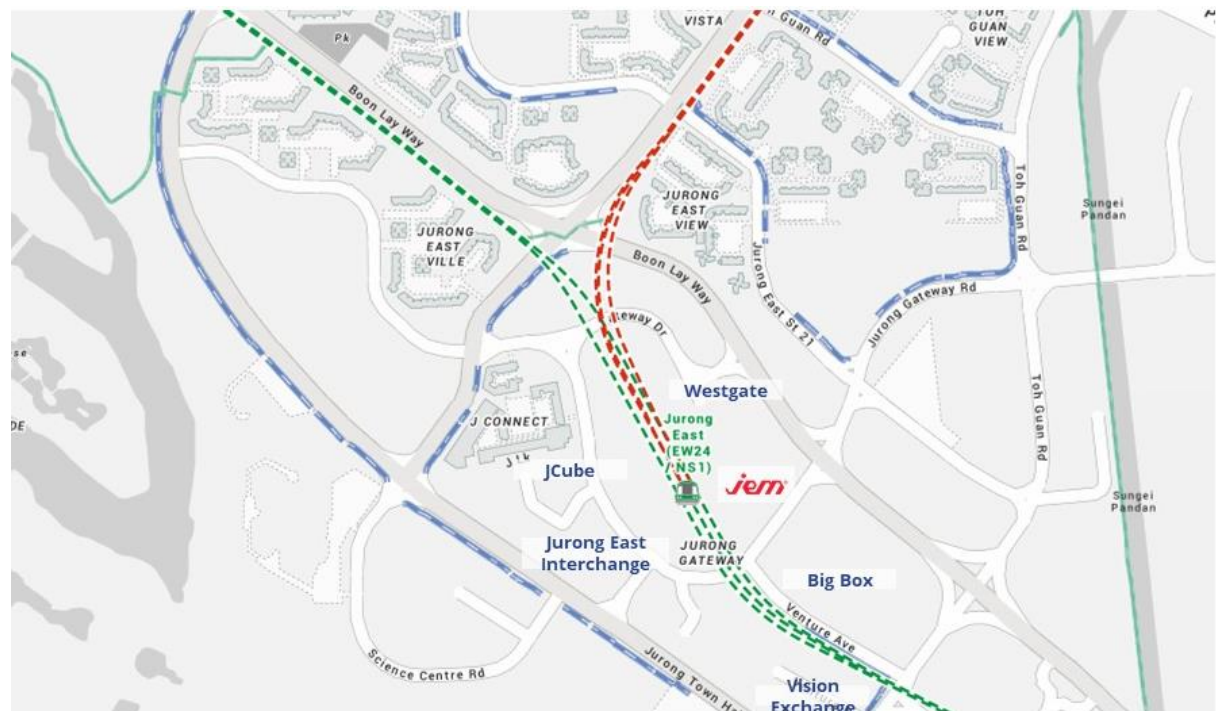 Pk
VISTA
Guan Rd
TOH
GUAN
VIEW
Boon Lay Way
JURONG
EAST
VILLE
JURONG
EAST
VIEW
Toh Guan Rd
Sungei
Pandan
Boon Lay Way
Jurong East St 21
Jurong Gateway Rd
teway Dr
Toh Guan Rd
Westgate
J CONNECT
Jurong
East
(EW24
/NS1)
JCube
jem
Sungei
Pandan
Jurong East
Interchange
JURONG
GATEWAY
Big Box
Venture Ave
Science Centre Rd
Jurong Town Ha
Vision
Exchange